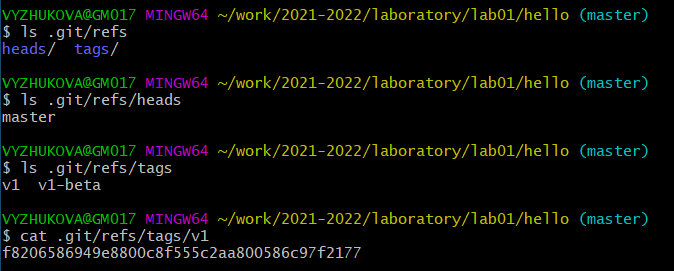 VYZHUKOVA@GM017 MINGW64 ~/work/2021-2022/laboratory/lab01/hello (master)
$ ls .git/refs
heads/  tags/
VYZHUKOVA@GM017 MINGW64 ~/work/2021-2022/laboratory/lab01/hello (master)
$ ls .git/refs/heads
master
VYZHUKOVA@GM017 MINGW64 ~/work/2021-2022/laboratory/lab01/hello (master)
$ ls .git/refs/tags
v1  v1-beta
VYZHUKOVA@GM017 MINGW64 ~/work/2021-2022/laboratory/lab01/hello (master)
$ cat .git/refs/tags/v1
f8206586949e8800c8f555c2aa800586c97f2177